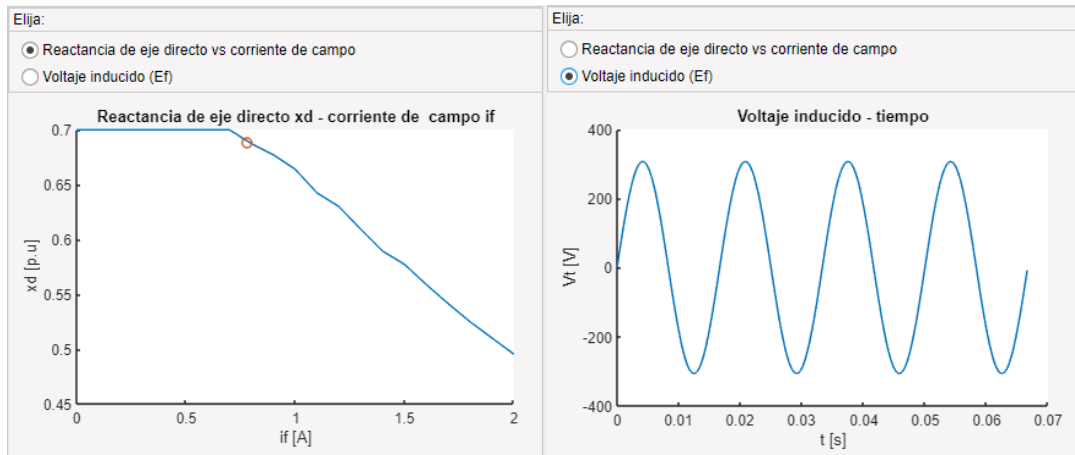 Elija:
Reactancia de eje directo vs corriente de campo
Voltaje inducido (Ef)
Reactancia de eje directo xd - corriente de campo if
0.7
0.65
0.6
0.55
0.5
0.45
xd [p.u]
0
0.5
1
1.5
2
if [A]
Elija:
Reactancia de eje directo vs corriente de campo
Voltaje inducido (Ef)
Voltaje inducido - tiempo
400
200
0
-200
-400
Vt [V]
0
0.01
0.02
0.03
0.04
0.05
0.06
0.07
t [s]